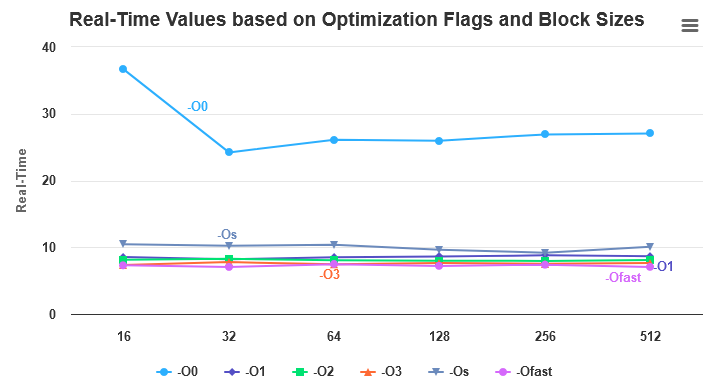 Real-Time Values based on Optimization Flags and Block Sizes
40
30
20
10
0
Real-Time
-O0
-Os
-O3
-O1
-Ofast
16 32 64 128 256 512
-O0 -O1 -O2 -O3 -Os -Ofast